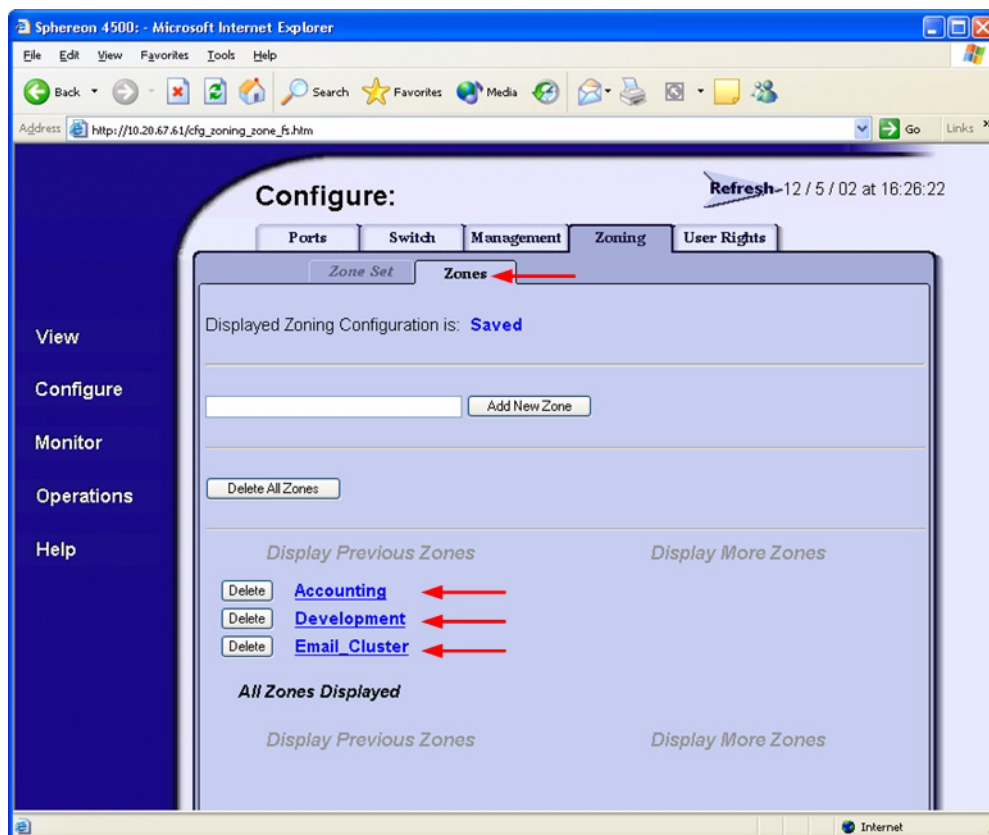 Sphereon 4500: - Microsoft Internet Explorer
File Edit View Favorites Tools Help
Back Search Favorites Media
Address http://10.20.67.61/cfg_zoning_zone_fs.htm Go Links »
Configure: Refresh 12 / 5 / 02 at 16:26:22
Ports Switch Management Zoning User Rights
Zone Set Zones
Displayed Zoning Configuration is: Saved
View
Configure
Add New Zone
Monitor
Operations
Delete All Zones
Help
Display Previous Zones Display More Zones
Delete Accounting
Delete Development
Delete Email_Cluster
All Zones Displayed
Display Previous Zones Display More Zones
Internet